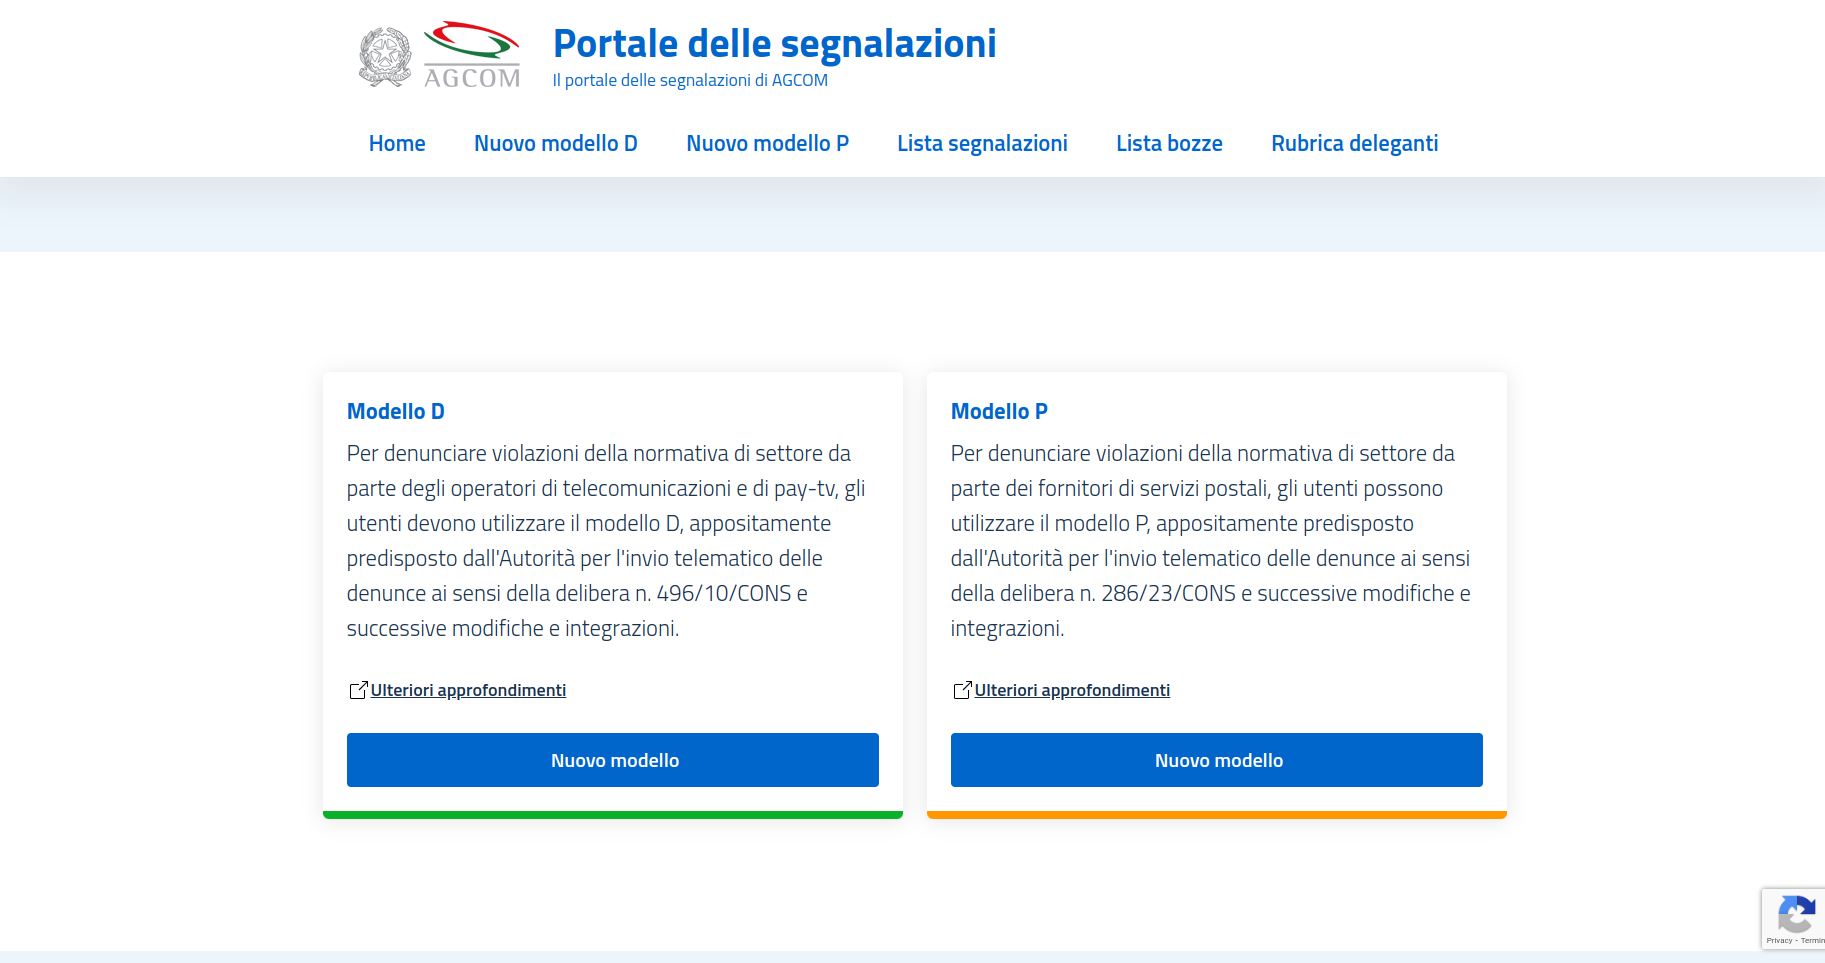 AGCOM
Portale delle segnalazioni
Il portale delle segnalazioni di AGCOM
Home
Nuovo modello D
Nuovo modello P
Lista segnalazioni
Lista bozze
Rubrica deleganti
Modello D
Per denunciare violazioni della normativa di settore da
parte degli operatori di telecomunicazioni e di pay-tv, gli
utenti devono utilizzare il modello D, appositamente
predisposto dall'Autorità per l'invio telematico delle
denunce ai sensi della delibera n. 496/10/CONS e
successive modifiche e integrazioni.
Ulteriori approfondimenti
Nuovo modello
Modello P
Per denunciare violazioni della normativa di settore da
parte dei fornitori di servizi postali, gli utenti possono
utilizzare il modello P, appositamente predisposto
dall'Autorità per l'invio telematico delle denunce ai sensi
della delibera n. 286/23/CONS e successive modifiche e
integrazioni.
Ulteriori approfondimenti
Nuovo modello
Privacy - Termin